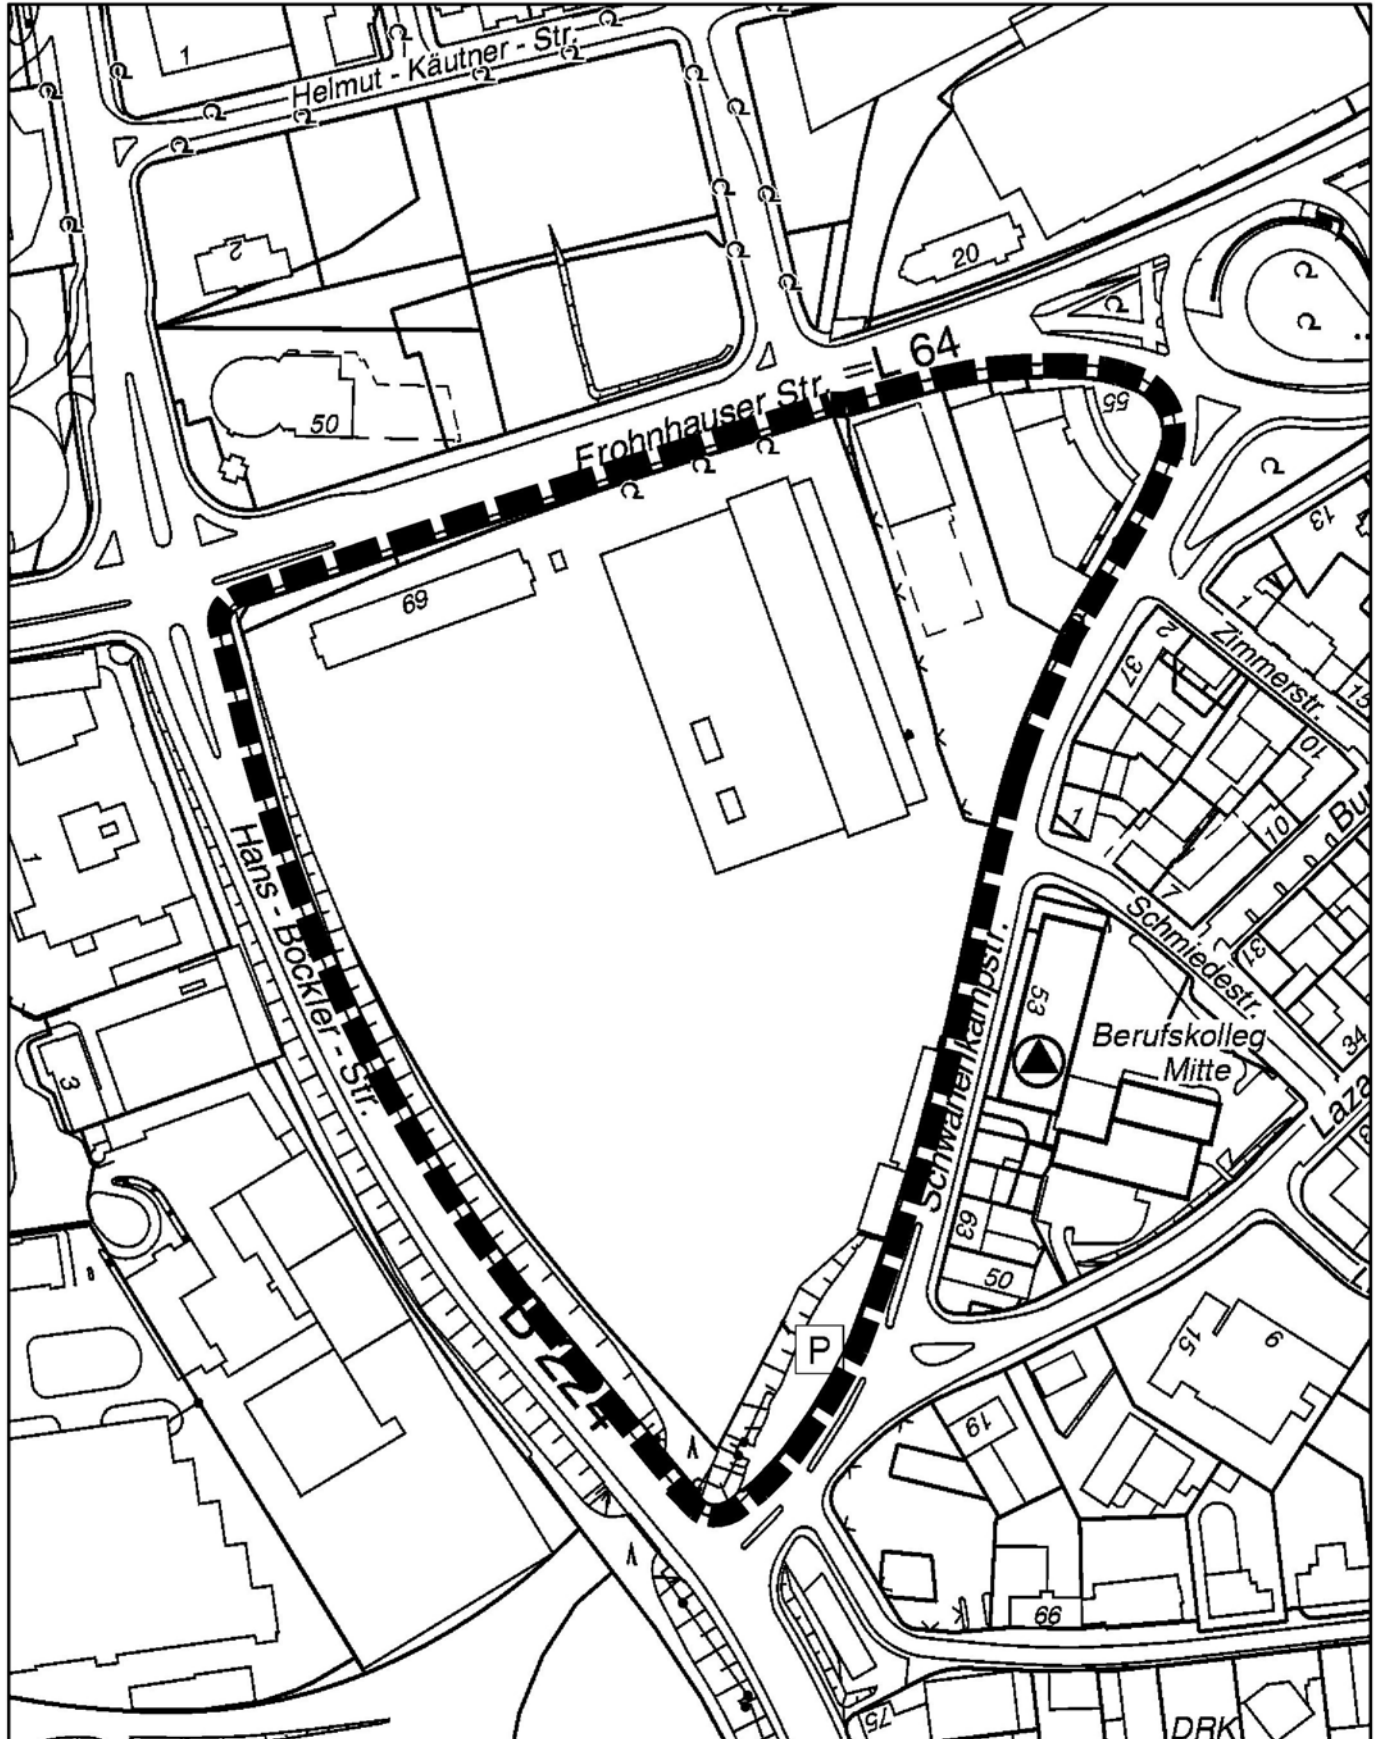 1
Helmut - Käutner - Str.
2
20
L 64
Frohnhauser Str. =
50
55
13
69
1
2
Zimmerstr.
37
15
10
1
10
Hans - Böckler - Str.
1
7
Schmiedestr.
31
53
Berufskolleg
Mitte
34
3
Schwanenkampstr.
63
50
B 224
P
15
9
19
66
75
DRK